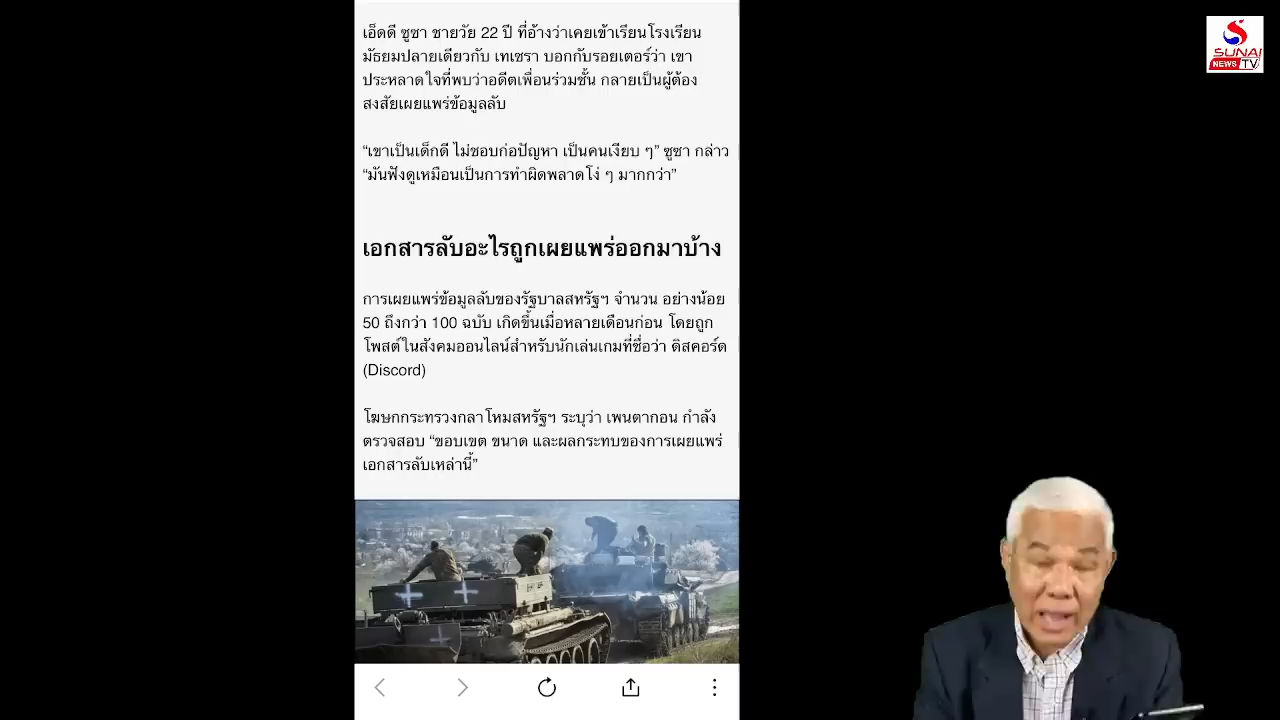 เอ็ดดี ซูซา ชายวัย 22 ปี ที่อ้างว่าเคยเข้าเรียนโรงเรียน
มัธยมปลายเดียวกับ เทเชรา บอกกับรอยเตอร์ว่า เขา
ประหลาดใจที่พบว่าอดีตเพื่อนร่วมชั้น กลายเป็นผู้ต้อง
สงสัยเผยแพร่ข้อมูลลับ
“เขาเป็นเด็กดี ไม่ชอบก่อปัญหา เป็นคนเงียบ ๆ” ซูซา กล่าว
“มันฟังดูเหมือนเป็นการทำผิดพลาดโง่ ๆ มากกว่า”
เอกสารลับอะไรถูกเผยแพร่ออกมาบ้าง
การเผยแพร่ข้อมูลลับของรัฐบาลสหรัฐฯ จำนวน อย่างน้อย
50 ถึงกว่า 100 ฉบับ เกิดขึ้นเมื่อหลายเดือนก่อน โดยถูก
โพสต์ในสังคมออนไลน์สำหรับนักเล่นเกมที่ชื่อว่า ดิสคอร์ด
(Discord)
โฆษกกระทรวงกลาโหมสหรัฐฯ ระบุว่า เพนตากอน กำลัง
ตรวจสอบ “ขอบเขต ขนาด และผลกระทบของการเผยแพร่
เอกสารลับเหล่านี้”
SUNAI
NEWS TV